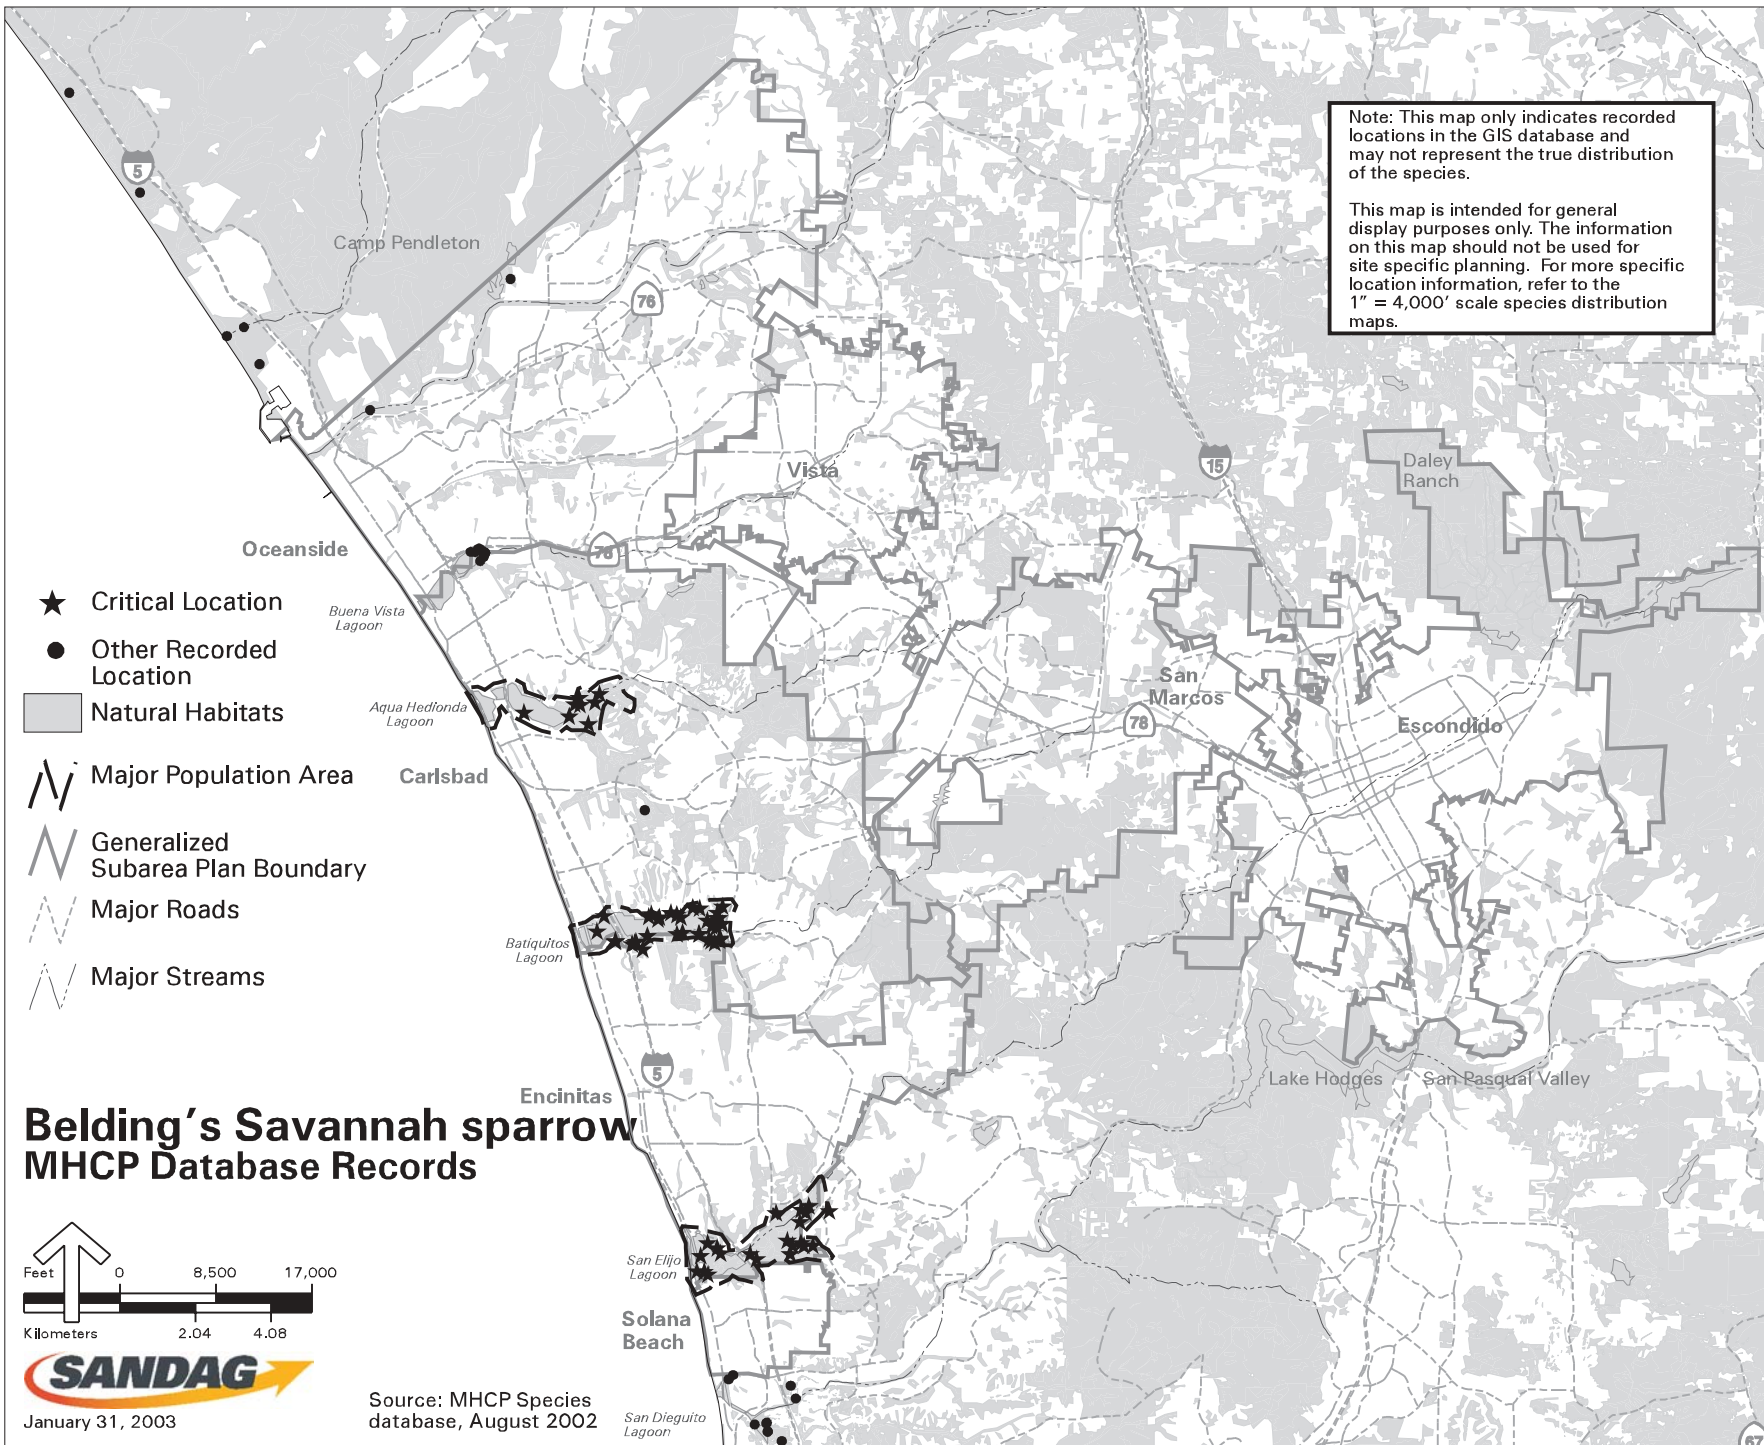 Note: This map only indicates recorded
locations in the GIS database and
may not represent the true distribution
of the species.
This map is intended for general
display purposes only. The information
on this map should not be used for
site specific planning. For more specific
location information, refer to the
1” = 4,000’ scale species distribution
maps.
5
Camp Pendleton
76
Vista
15
Daley
Ranch
Oceanside
78
Buena Vista
Lagoon
Critical Location
Other Recorded
Location
Natural Habitats
Major Population Area
Generalized
Subarea Plan Boundary
Major Roads
Major Streams
Aqua Hedionda
Lagoon
San
Marcos
78
Escondido
Carlsbad
Batiquitos
Lagoon
5
Lake Hodges
San Pasqual Valley
Encinitas
Belding’s Savannah sparrow
MHCP Database Records
San Elijo
Lagoon
Feet 0 8,500 17,000
Kilometers 2.04 4.08
Solana
Beach
SANDAG
January 31, 2003
Source: MHCP Species
database, August 2002
San Dieguito
Lagoon
67